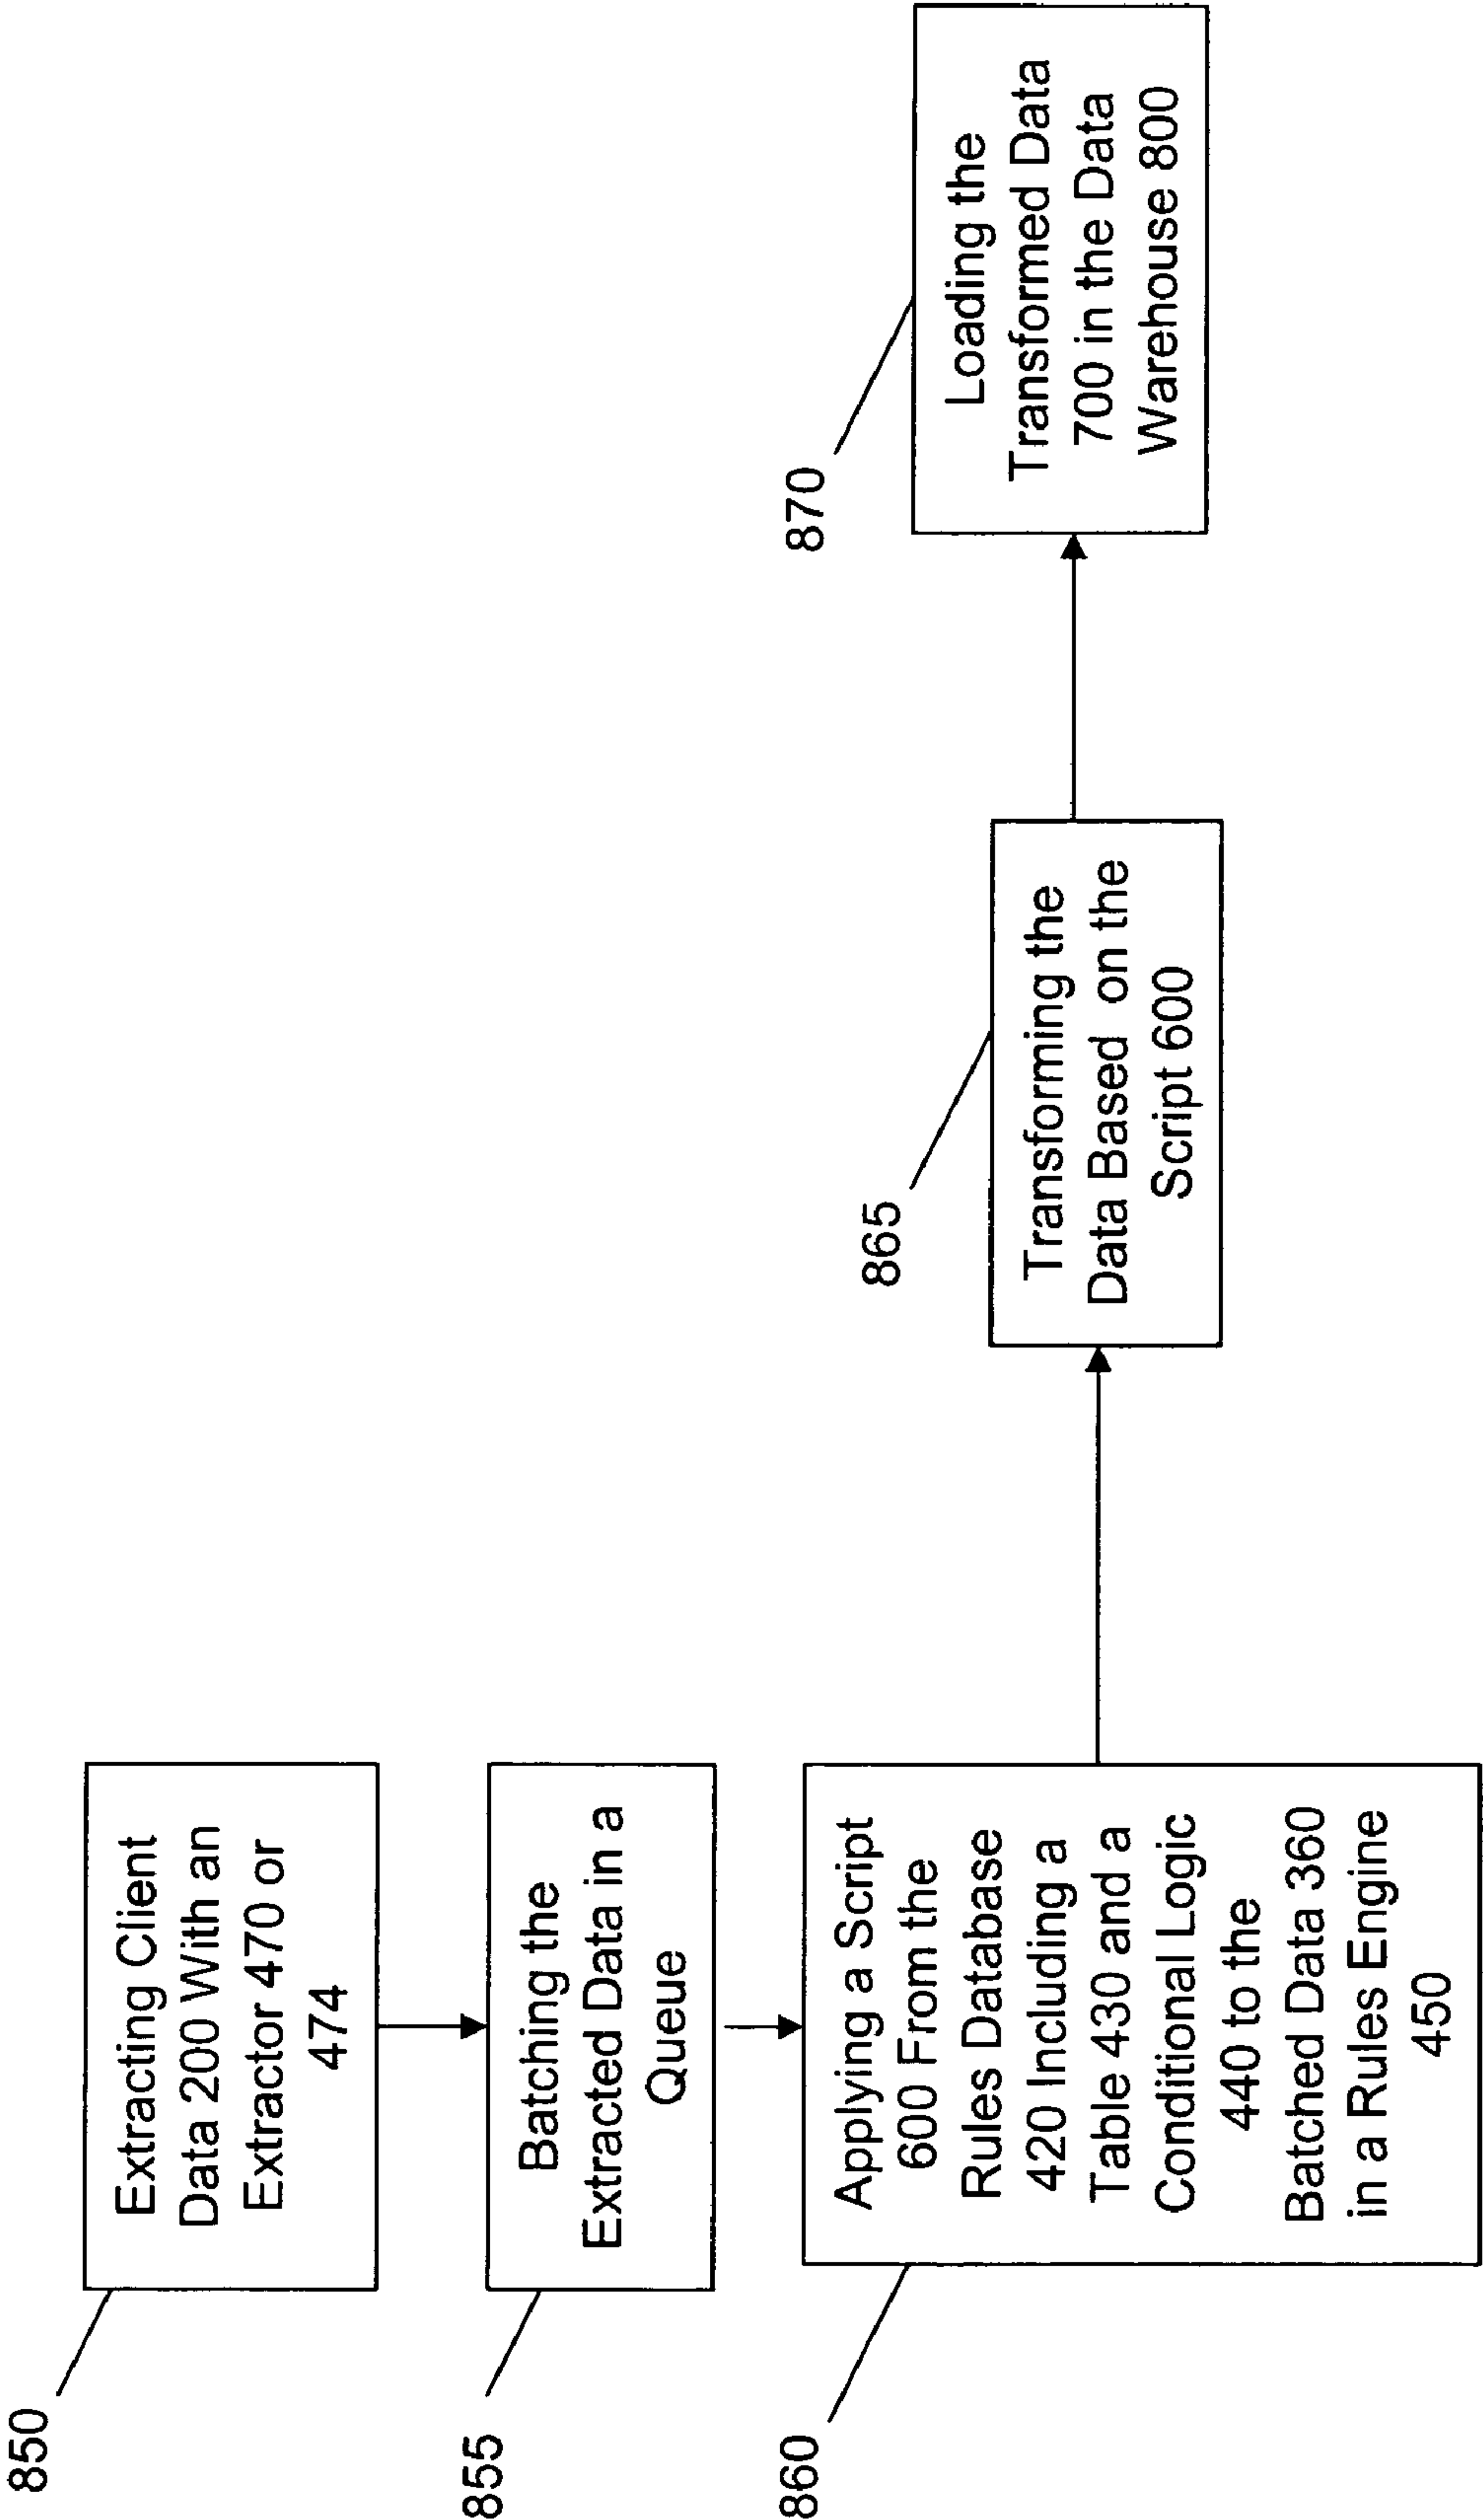 850
Extracting Client
Data 200 With an
Extractor 470 or
474
855
Batching the
Extracted Data in a
Queue
860
Applying a Script
600 From the
Rules Database
420 Including a
Table 430 and a
Conditional Logic
440 to the
Batched Data 360
in a Rules Engine
450
865
Transforming the
Data Based on the
Script 600
870
Loading the
Transformed Data
700 in the Data
Warehouse 800